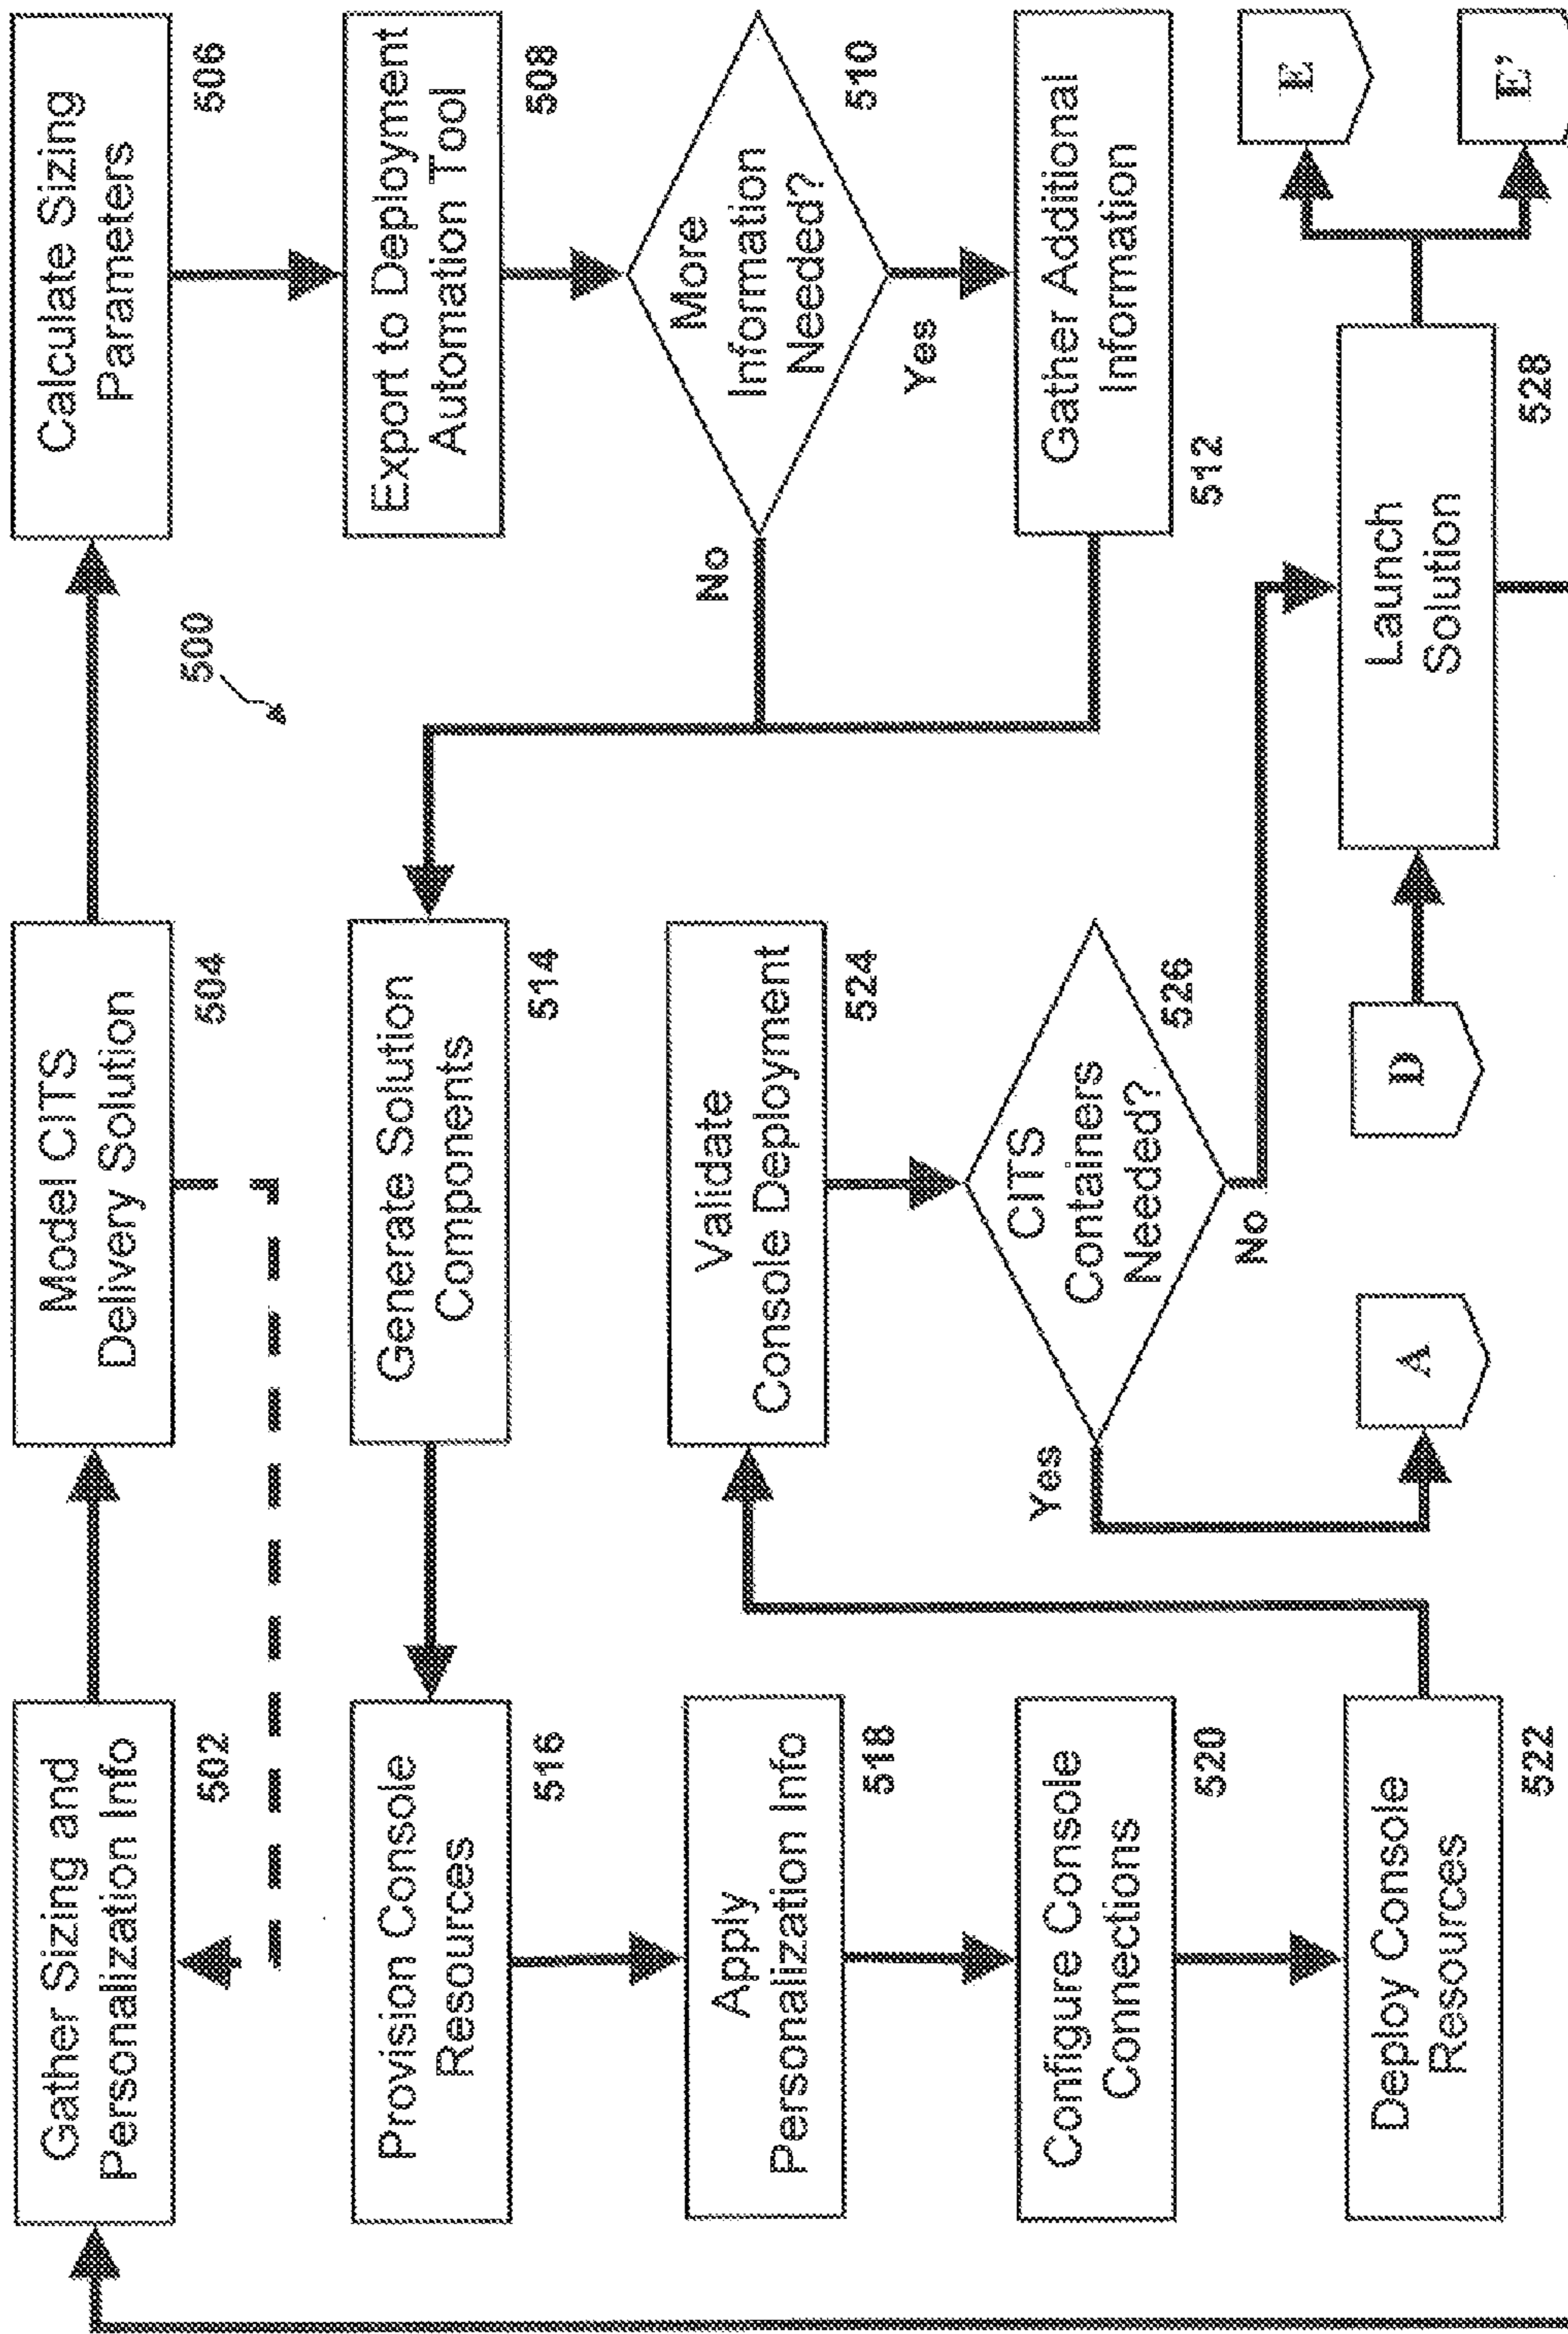 Gather Sizing and
Personalization Info
502
Model CITS
Delivery Solution
504
Calculate Sizing
Parameters
506
500
Provision Console
Resources
516
Generate Solution
Components
514
Export to Deployment
Automation Tool
508
No
More
Information
Needed?
510
Yes
Apply
Personalization Info
518
Validate
Console Deployment
524
Gather Additional
Information
512
Configure Console
Connections
520
Yes
CITS
Containers
Needed?
526
No
Deploy Console
Resources
522
A
D
Launch
Solution
528
E
E'